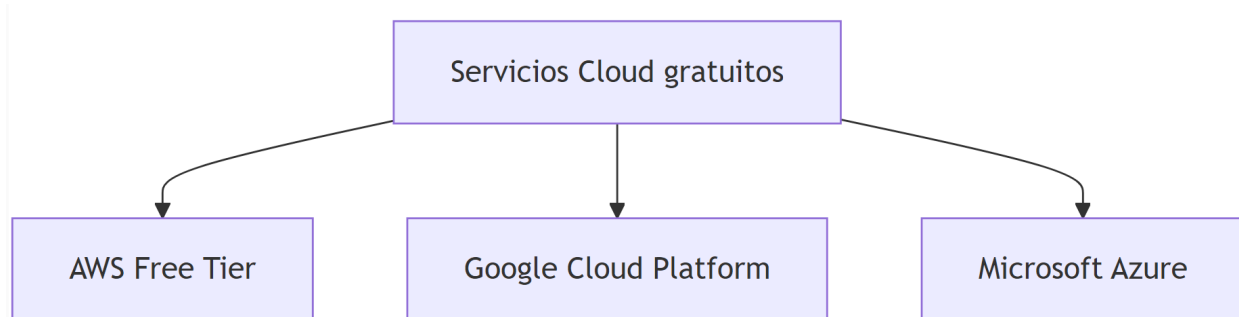 Servicios Cloud gratuitos
AWS Free Tier
Google Cloud Platform
Microsoft Azure